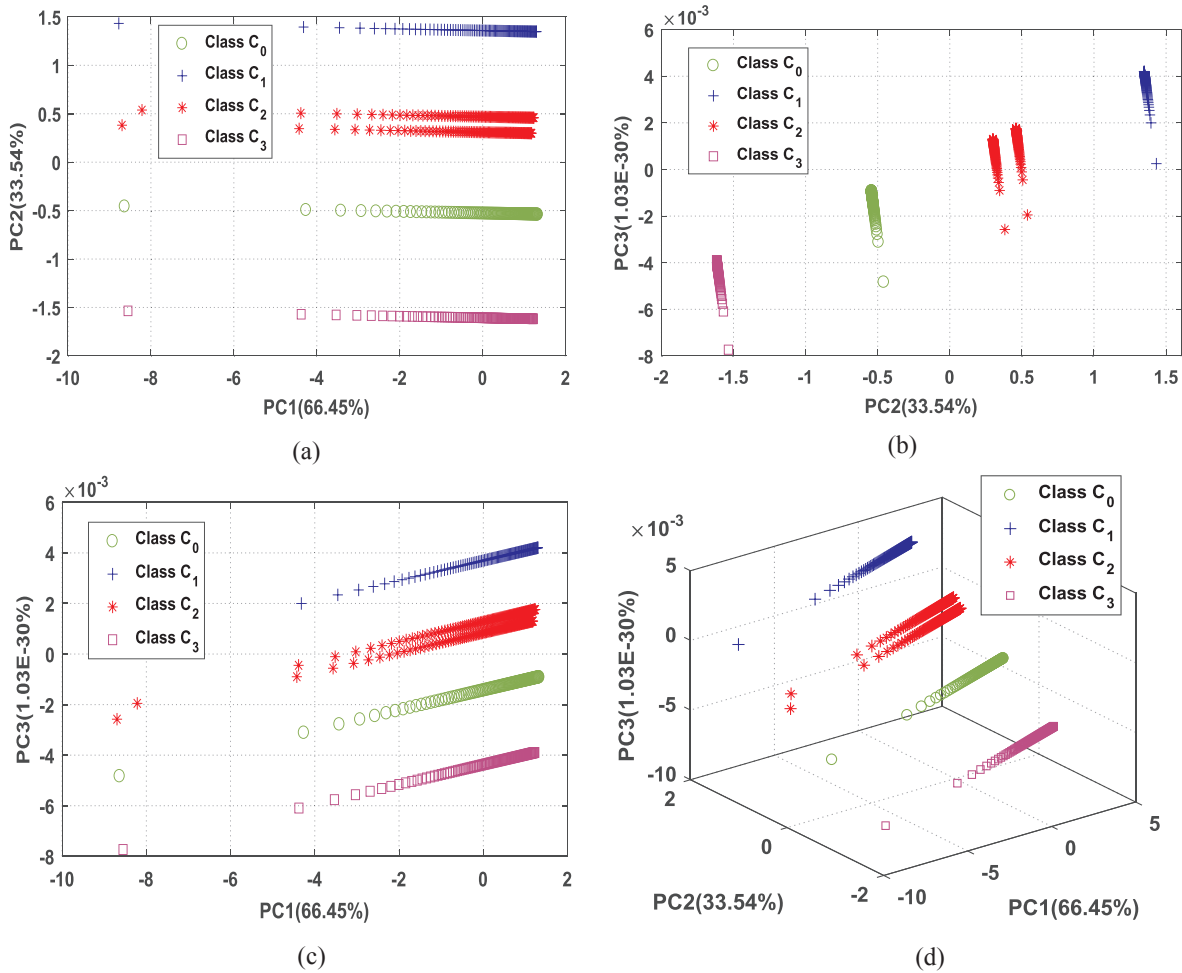 1.5
1
0.5
0
-0.5
-1
-1.5
-2
PC2(33.54%)
Class C0
Class C1
Class C2
Class C3
-10 -8 -6 -4 -2 0 2
PC1(66.45%)
(a)
×10-3
6
4
2
0
-2
-4
-6
-8
PC3(1.03E-30%)
Class C0
Class C1
Class C2
Class C3
-2 -1.5 -1 -0.5 0 0.5 1 1.5
PC2(33.54%)
(b)
×10-3
6
4
2
0
-2
-4
-6
-8
PC3(1.03E-30%)
Class C0
Class C1
Class C2
Class C3
-10 -8 -6 -4 -2 0 2
PC1(66.45%)
(c)
×10-3
5
0
-5
-10
PC3(1.03E-30%)
Class C0
Class C1
Class C2
Class C3
2 0 -2
PC2(33.54%)
-10 -5 0 5
PC1(66.45%)
(d)